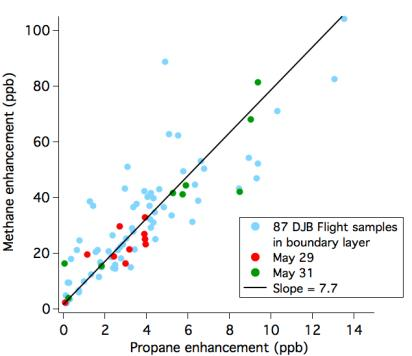 100
80
60
40
20
0
Methane enhancement (ppb)
87 DJB Flight samples
in boundary layer
May 29
May 31
Slope = 7.7
0 2 4 6 8 10 12 14
Propane enhancement (ppb)